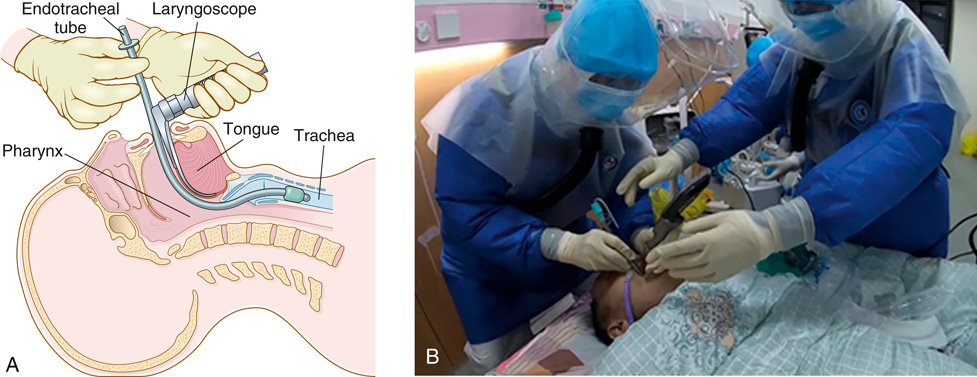 Endotracheal
tube
Laryngoscope
Tongue
Trachea
Pharynx
A
B